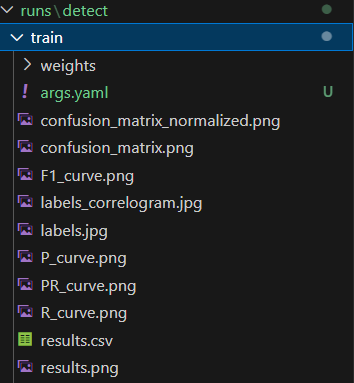 runs\detect
train
weights
! args.yaml U
confusion_matrix_normalized.png
confusion_matrix.png
F1_curve.png
labels_correlogram.jpg
labels.jpg
P_curve.png
PR_curve.png
R_curve.png
results.csv
results.png